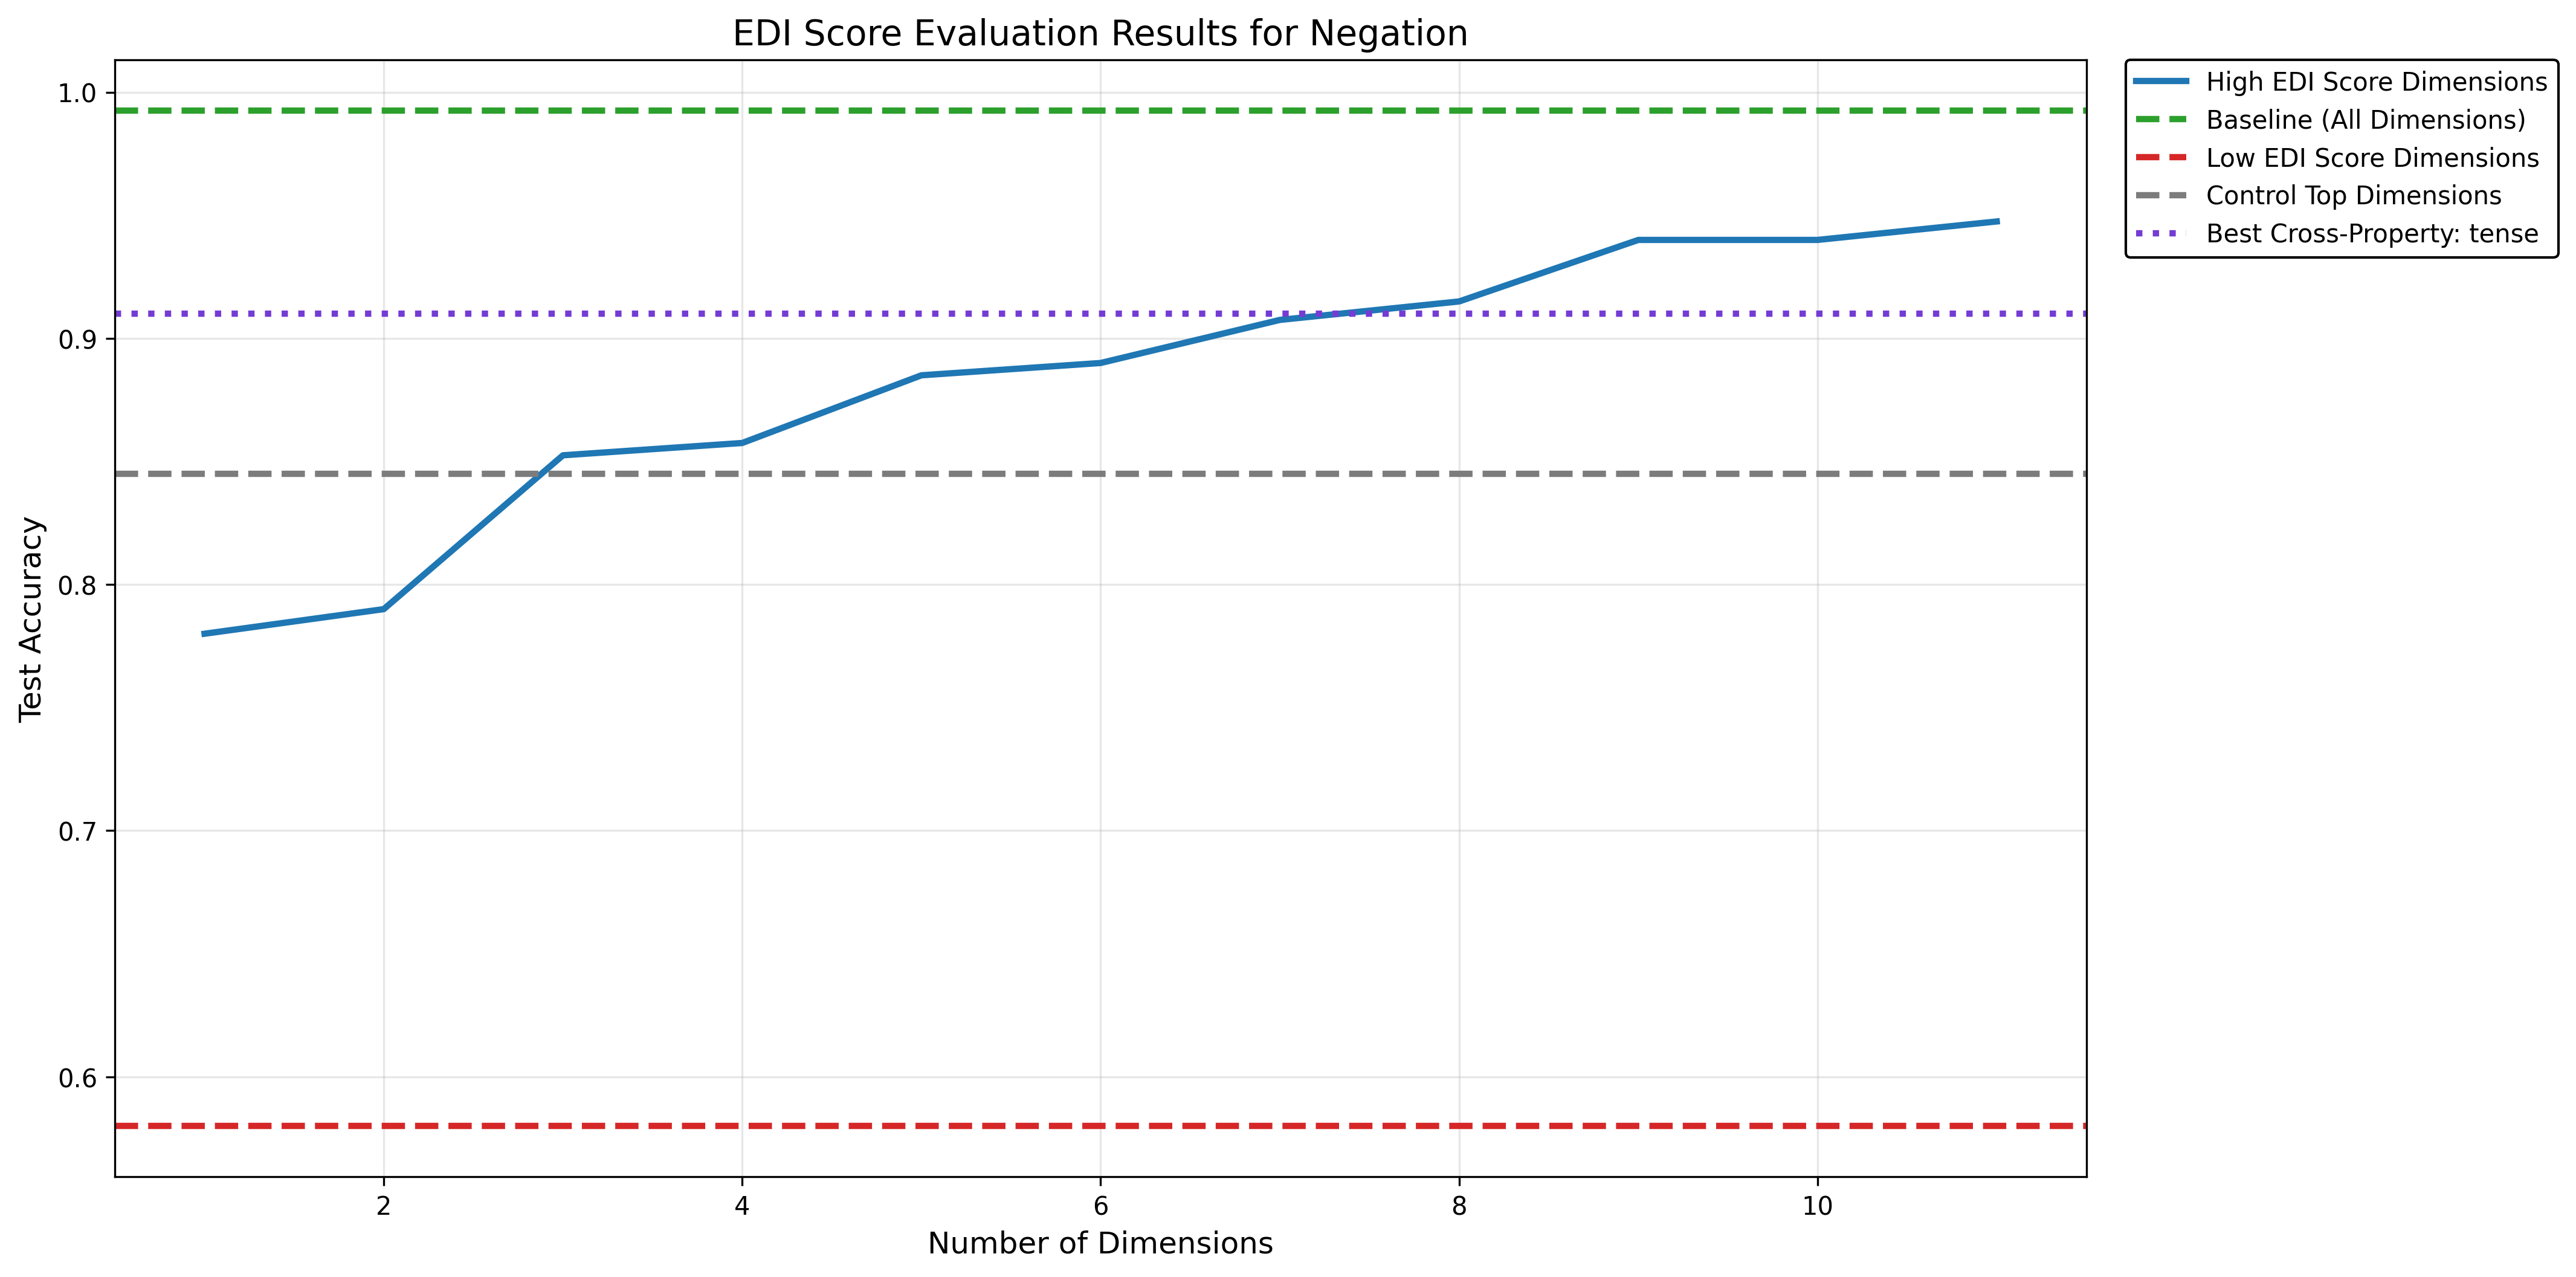 EDI Score Evaluation Results for Negation
1.0
0.9
0.8
0.7
0.6
Test Accuracy
2
4
6
8
10
Number of Dimensions
High EDI Score Dimensions
Baseline (All Dimensions)
Low EDI Score Dimensions
Control Top Dimensions
Best Cross-Property: tense